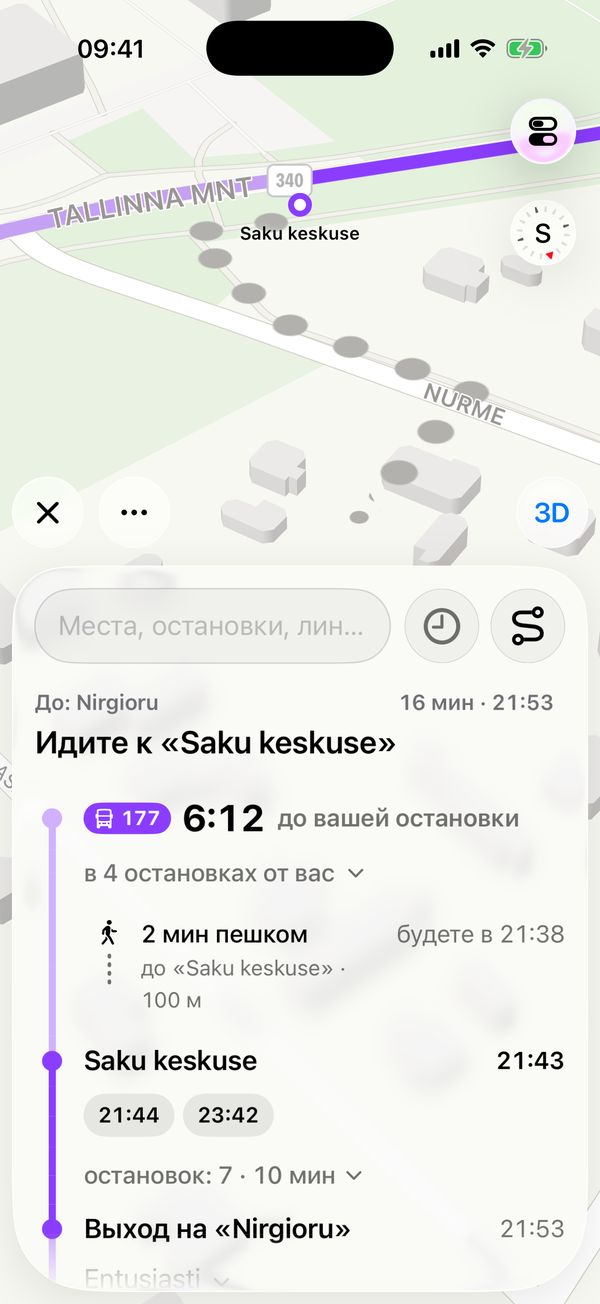 09:41
340
TALLINNA MNT
Saku keskuse
S
NURME
3D
Места, остановки, лин...
До: Nirgioru
16 мин · 21:53
Идите к «Saku keskuse»
177 6:12 до вашей остановки
в 4 остановках от вас
2 мин пешком
будете в 21:38
до «Saku keskuse» ·
100 м
Saku keskuse
21:43
21:44 23:42
остановок: 7 · 10 мин
Выход на «Nirgioru»
21:53
Entusiasti